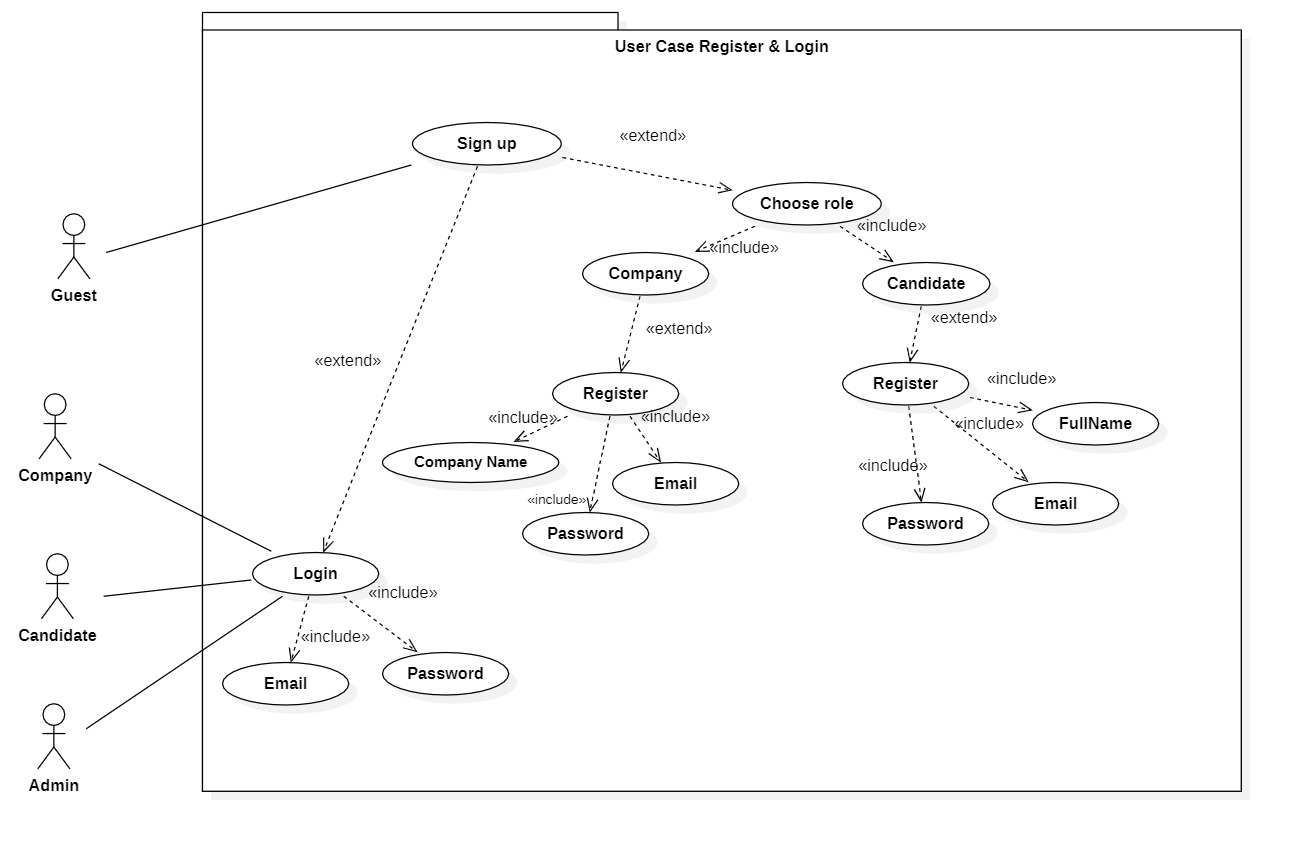 User Case Register & Login
Sign up
«extend»
Choose role
«include»
«include»
Guest
Company
Candidate
«extend»
«extend»
«extend»
Register
Register
«include»
«include»
«include»
«include»
FullName
«include»
Company
Company Name
Email
«include»
«include»
Password
Email
Password
Candidate
Login
«include»
«include»
Email
Password
Admin